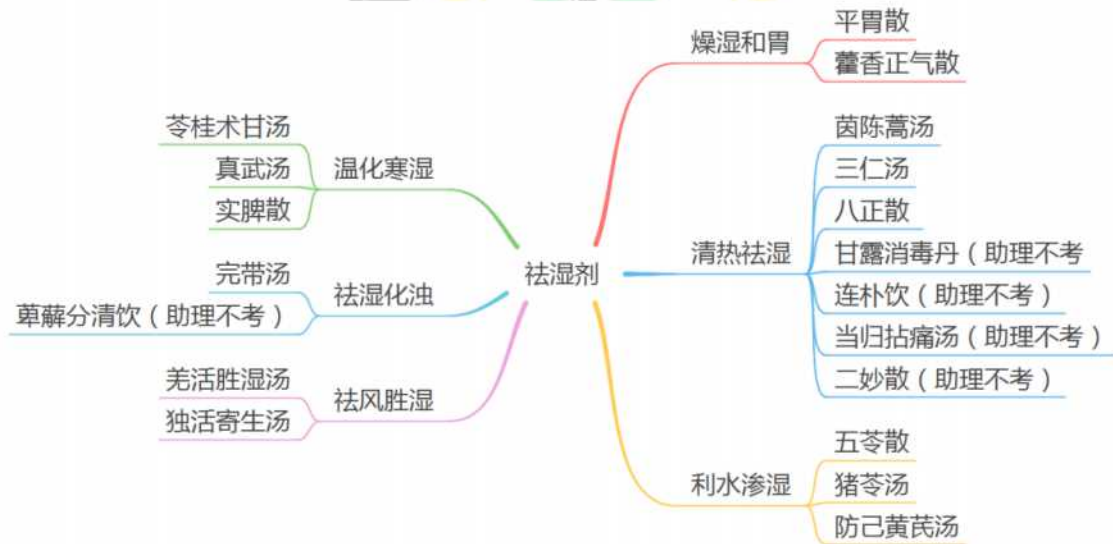 祛湿剂
燥湿和胃
平胃散
藿香正气散
清热祛湿
茵陈蒿汤
三仁汤
八正散
甘露消毒丹（助理不考
连朴饮（助理不考）
当归拈痛汤（助理不考）
二妙散（助理不考）
利水渗湿
五苓散
猪苓汤
防己黄芪汤
温化寒湿
苓桂术甘汤
真武汤
实脾散
祛湿化浊
完带汤
萆薢分清饮（助理不考）
祛风胜湿
羌活胜湿汤
独活寄生汤